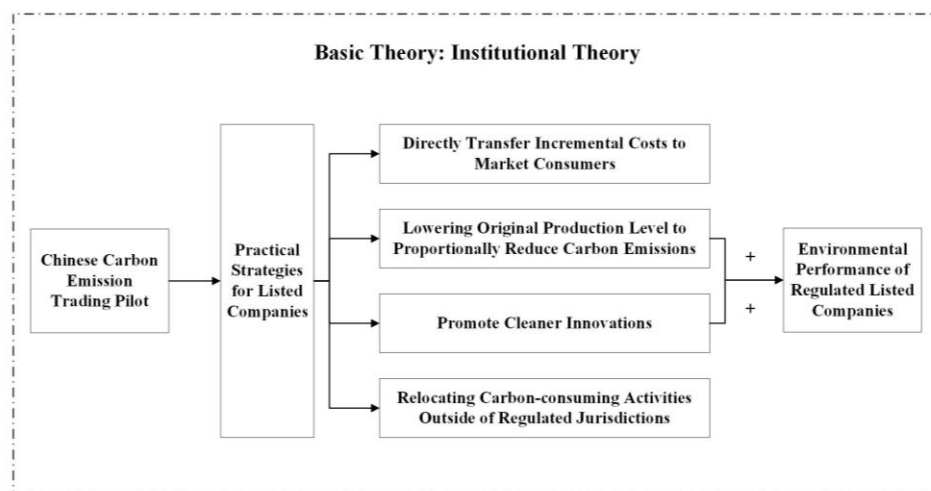 Basic Theory: Institutional Theory
Directly Transfer Incremental Costs to
Market Consumers
Lowering Original Production Level to
Proportionally Reduce Carbon Emissions
Chinese Carbon
Emission
Trading Pilot
Practical
Strategies
for Listed
Companies
+
+
Environmental
Performance of
Regulated Listed
Companies
Promote Cleaner Innovations
Relocating Carbon-consuming Activities
Outside of Regulated Jurisdictions